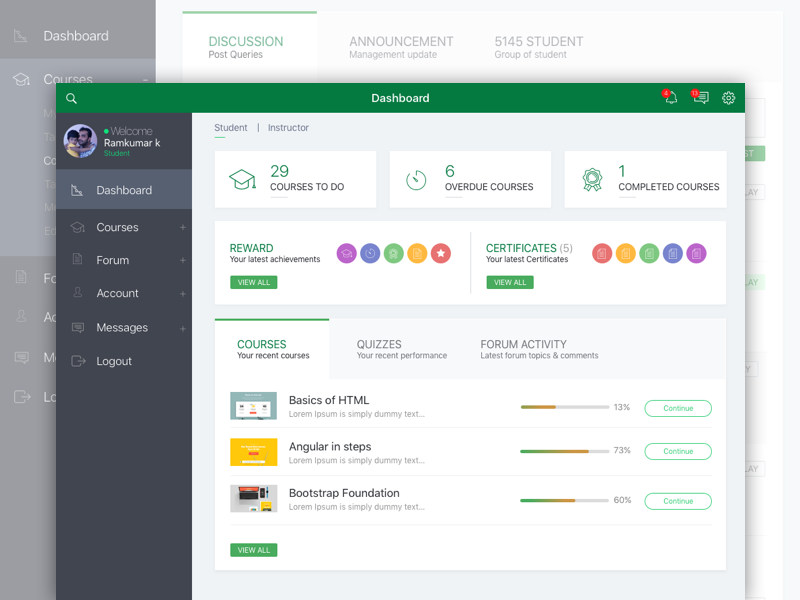 Dashboard
Courses
DISCUSSION
Post Queries
ANNOUNCEMENT
Management update
5145 STUDENT
Group of student
Dashboard
4
13
Welcome
Ramkumar k
Student
Dashboard
Courses
Forum
Account
Messages
Logout
Student | Instructor
29
COURSES TO DO
6
OVERDUE COURSES
1
COMPLETED COURSES
REWARD
Your latest achievements
VIEW ALL
CERTIFICATES (5)
Your latest Certificates
VIEW ALL
COURSES
Your recent courses
QUIZZES
Your recent performance
FORUM ACTIVITY
Latest forum topics & comments
Basics of HTML
Lorem Ipsum is simply dummy text...
13%
Continue
Angular in steps
Lorem Ipsum is simply dummy text...
73%
Continue
Bootstrap Foundation
Lorem Ipsum is simply dummy text...
60%
Continue
VIEW ALL